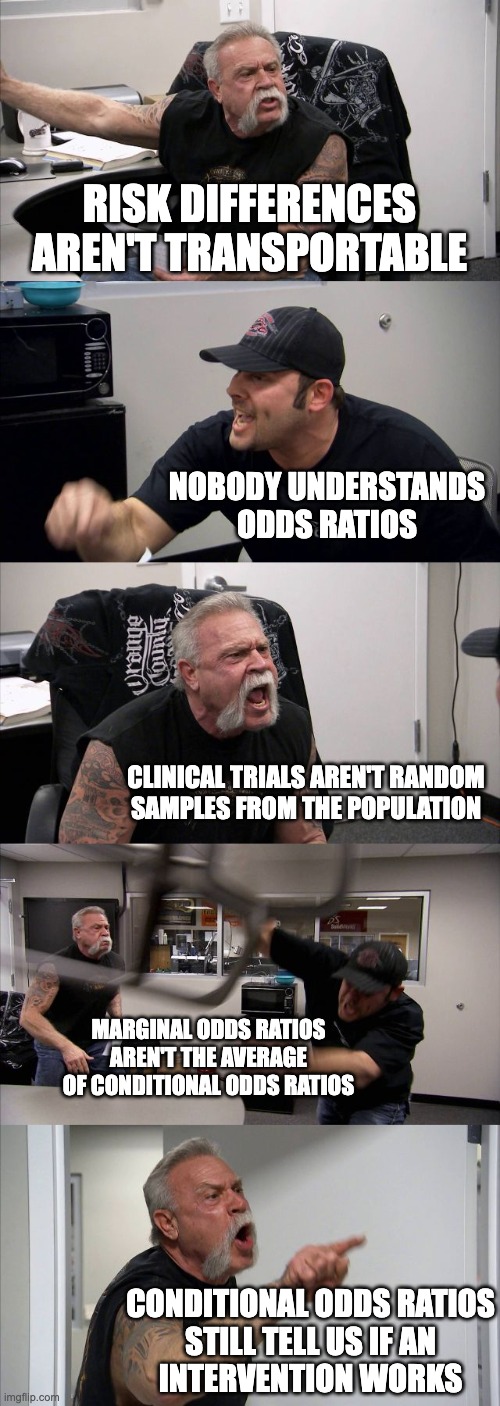 RISK DIFFERENCES
AREN'T TRANSPORTABLE
NOBODY UNDERSTANDS
ODDS RATIOS
Orange
County
CLINICAL TRIALS AREN'T RANDOM
SAMPLES FROM THE POPULATION
MARGINAL ODDS RATIOS
AREN'T THE AVERAGE
OF CONDITIONAL ODDS RATIOS
CONDITIONAL ODDS RATIOS
STILL TELL US IF AN
INTERVENTION WORKS
imgflip.com